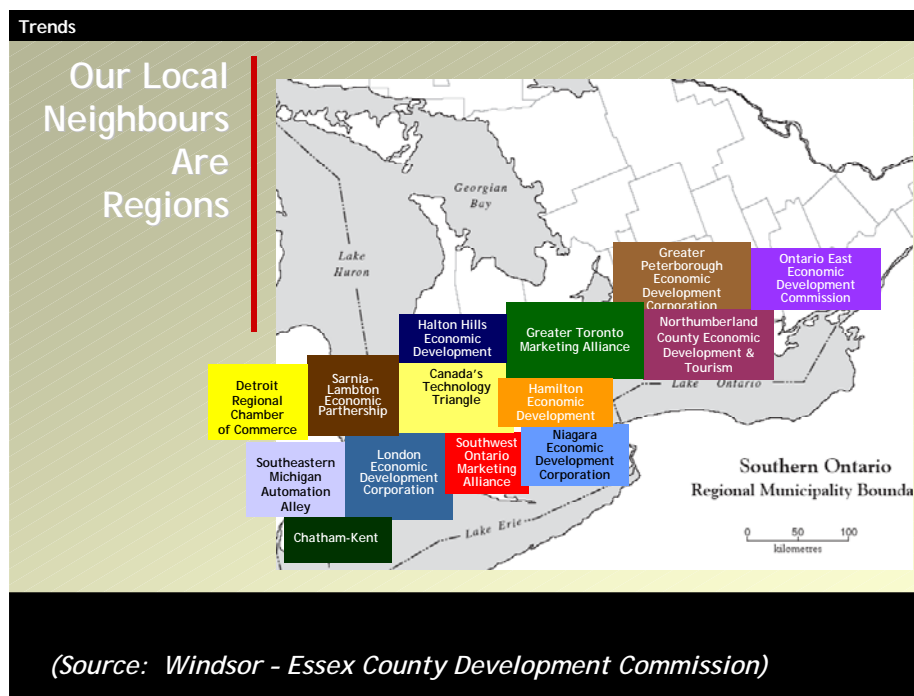 Trends
Our Local
Neighbours
Are
Regions
Georgian
Bay
Lake
Huron
Greater
Peterborough
Economic
Development
Corporation
Ontario East
Economic
Development
Commission
Halton Hills
Economic
Development
Greater Toronto
Marketing Alliance
Northumberland
County Economic
Development &
Tourism
Detroit
Regional
Chamber
of Commerce
Sarnia-
Lambton
Economic
Parthership
Canada's
Technology
Triangle
Hamilton
Economic
Development
Lake Ontario
Southeastern
Michigan
Automation
Alley
London
Economic
Development
Corporation
Southwest
Ontario
Marketing
Alliance
Niagara
Economic
Development
Corporation
Chatham-Kent
Lake Erie
Southern Ontario
Regional Municipality Bounda
0 50 100
kilometres
(Source: Windsor - Essex County Development Commission)